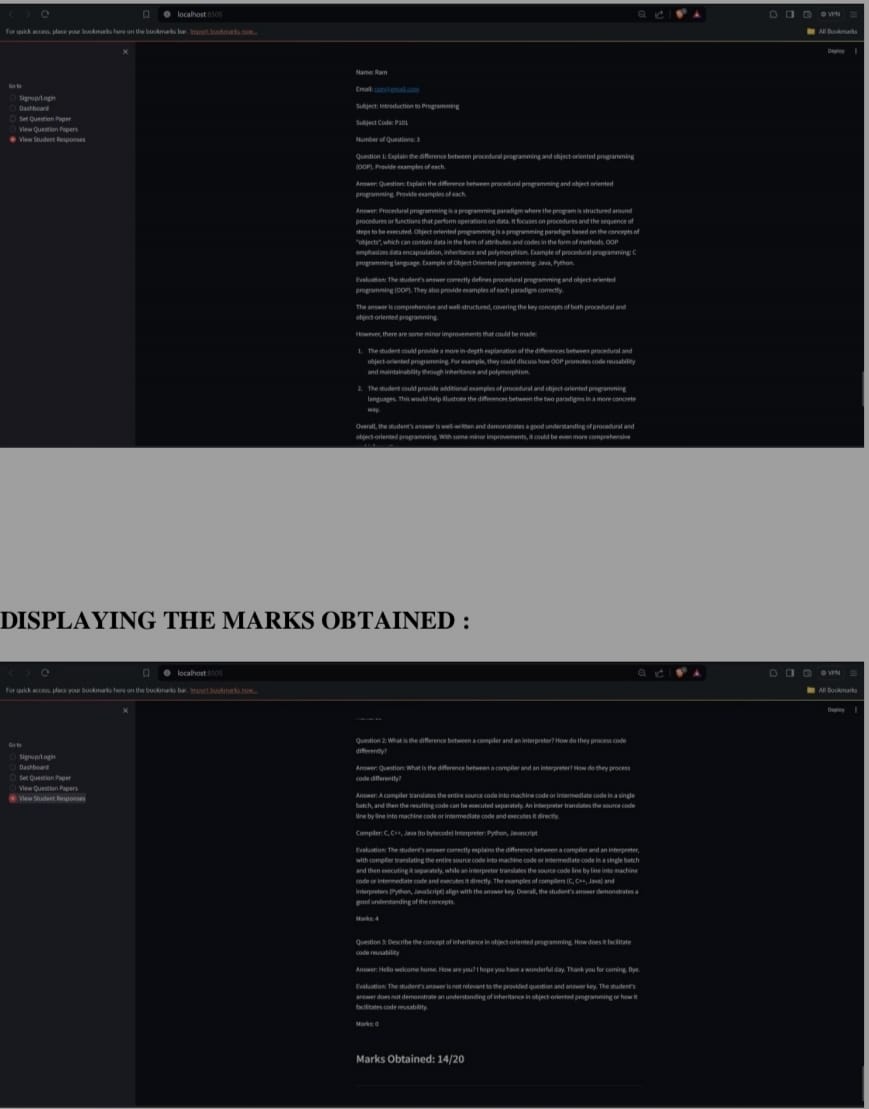 localhost:8505
VPN
For quick access, place your bookmarks here on the bookmarks bar. Import bookmarks now...
All Bookmarks
Deploy
Go to
Signup/Login
Dashboard
Set Question Paper
View Question Papers
View Student Responses
Name: Ram
Email: ram@gmail.com
Subject: Introduction to Programming
Subject Code: P101
Number of Questions: 3
Question 1: Explain the difference between procedural programming and object-oriented programming
(OOP). Provide examples of each.
Answer: Question: Explain the difference between procedural programming and object oriented
programming. Provide examples of each.
Answer: Procedural programming is a programming paradigm where the program is structured around
procedures or functions that perform operations on data. It focuses on procedures and the sequence of
steps to be executed. Object oriented programming is a programming paradigm based on the concepts of
"objects", which can contain data in the form of attributes and codes in the form of methods. OOP
emphasizes data encapsulation, inheritance and polymorphism. Example of procedural programming: C
programming language. Example of Object Oriented programming: Java, Python.
Evaluation: The student's answer correctly defines procedural programming and object-oriented
programming (OOP). They also provide examples of each paradigm correctly.
The answer is comprehensive and well-structured, covering the key concepts of both procedural and
object-oriented programming.
However, there are some minor improvements that could be made:
1. The student could provide a more in-depth explanation of the differences between procedural and
object-oriented programming. For example, they could discuss how OOP promotes code reusability
and maintainability through inheritance and polymorphism.
2. The student could provide additional examples of procedural and object-oriented programming
languages. This would help illustrate the differences between the two paradigms in a more concrete
way.
Overall, the student's answer is well-written and demonstrates a good understanding of procedural and
object-oriented programming. With some minor improvements, it could be even more comprehensive
DISPLAYING THE MARKS OBTAINED :
localhost:8505
VPN
For quick access, place your bookmarks here on the bookmarks bar. Import bookmarks now...
All Bookmarks
Deploy
Go to
Signup/Login
Dashboard
Set Question Paper
View Question Papers
View Student Responses
Question 2: What is the difference between a compiler and an interpreter? How do they process code
differently?
Answer: Question: What is the difference between a compiler and an interpreter? How do they process
code differently?
Answer: A compiler translates the entire source code into machine code or intermediate code in a single
batch, and then the resulting code can be executed separately. An interpreter translates the source code
line by line into machine code or intermediate code and executes it directly.
Compiler: C, C++, Java (to bytecode) Interpreter: Python, Javascript
Evaluation: The student's answer correctly explains the difference between a compiler and an interpreter,
with compiler translating the entire source code into machine code or intermediate code in a single batch
and then executing it separately, while an interpreter translates the source code line by line into machine
code or intermediate code and executes it directly. The examples of compilers (C, C++, Java) and
interpreters (Python, JavaScript) align with the answer key. Overall, the student's answer demonstrates a
good understanding of the concepts.
Marks: 4
Question 3: Describe the concept of inheritance in object-oriented programming. How does it facilitate
code reusability
Answer: Hello welcome home. How are you? I hope you have a wonderful day. Thank you for coming. Bye.
Evaluation: The student's answer is not relevant to the provided question and answer key. The student's
answer does not demonstrate an understanding of inheritance in object-oriented programming or how it
facilitates code reusability.
Marks: 0
Marks Obtained: 14/20